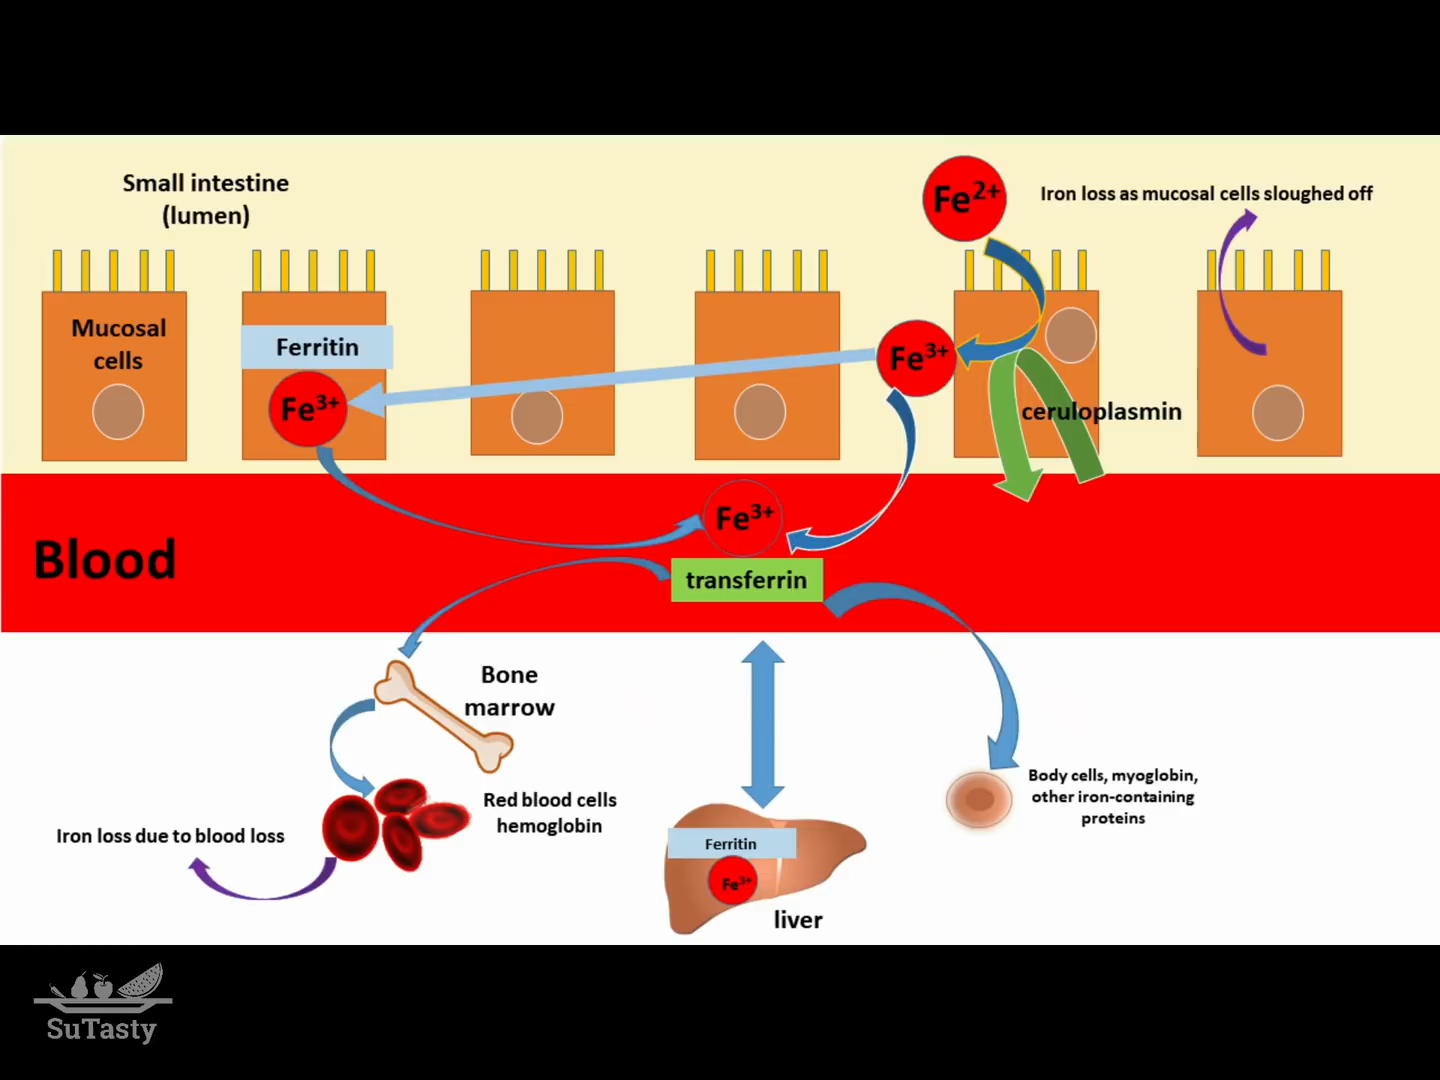 Small intestine
(lumen)
Fe2+
Iron loss as mucosal cells sloughed off
Mucosal
cells
Ferritin
Fe3+
Fe3+
ceruloplasmin
Fe3+
transferrin
Blood
Bone
marrow
Red blood cells
hemoglobin
Iron loss due to blood loss
Body cells, myoglobin,
other iron-containing
proteins
Ferritin
Fe3+
liver
SuTasty